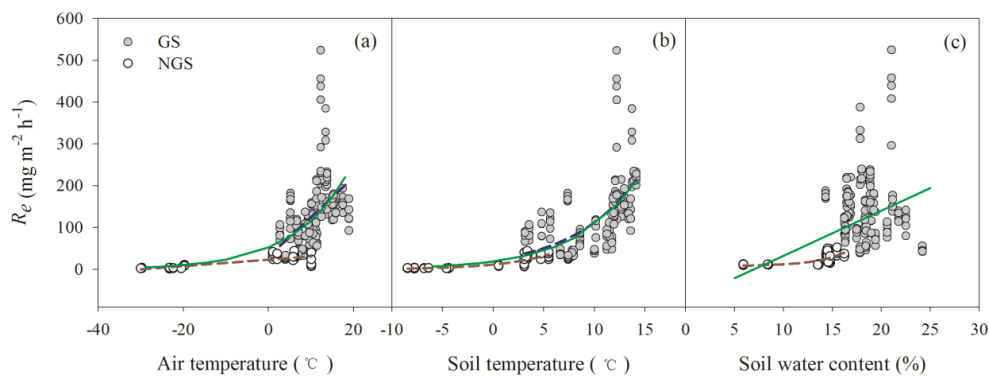 600
500
400
300
200
100
0
Re (mg m-2 h-1)
GS
NGS
(a)
(b)
(c)
-40
-20
0
20
-10
-5
0
5
10
15
0
5
10
15
20
25
30
Air temperature (℃)
Soil temperature (℃)
Soil water content (%)